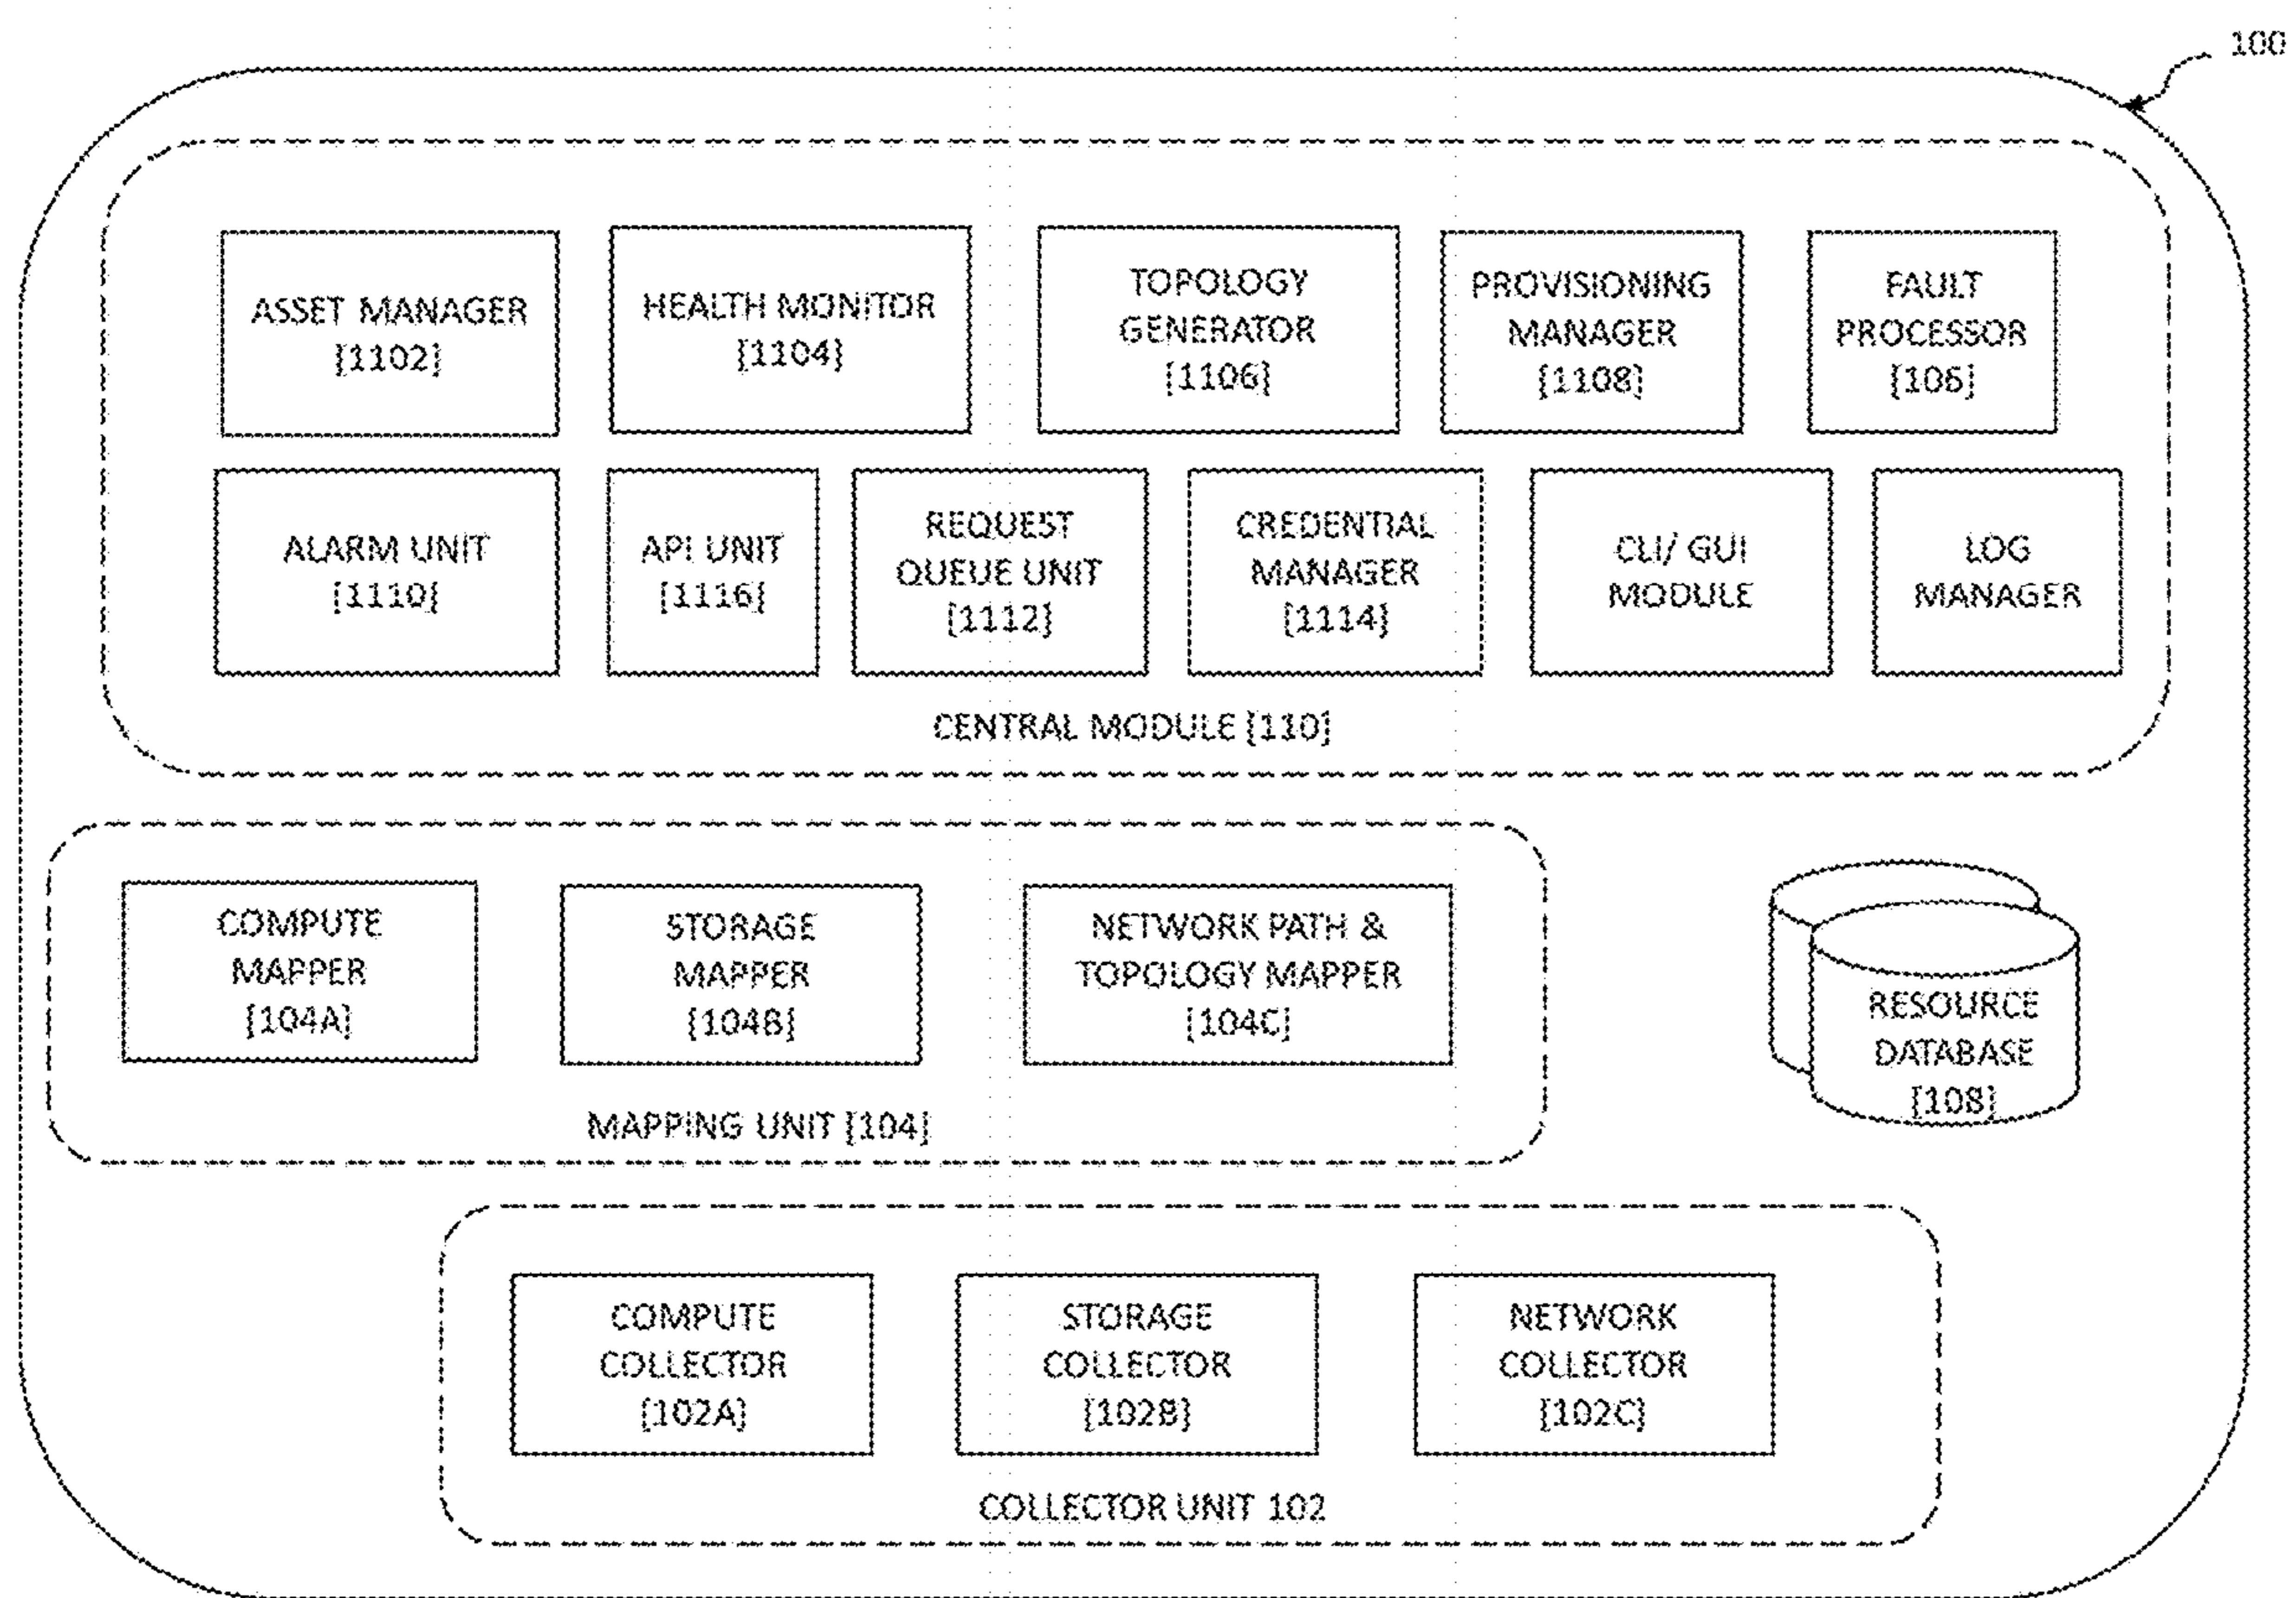 100
ASSET MANAGER
[1102]
HEALTH MONITOR
[1104]
TOPOLOGY
GENERATOR
[1106]
PROVISIONING
MANAGER
[1108]
FAULT
PROCESSOR
[106]
ALARM UNIT
[1110]
API UNIT
[1116]
REQUEST
QUEUE UNIT
[1112]
CREDENTIAL
MANAGER
[1114]
CLI/ GUI
MODULE
LOG
MANAGER
CENTRAL MODULE [110]
COMPUTE
MAPPER
[104A]
STORAGE
MAPPER
[104B]
NETWORK PATH &
TOPOLOGY MAPPER
[104C]
MAPPING UNIT [104]
RESOURCE
DATABASE
[108]
COMPUTE
COLLECTOR
[102A]
STORAGE
COLLECTOR
[102B]
NETWORK
COLLECTOR
[102C]
COLLECTOR UNIT 102